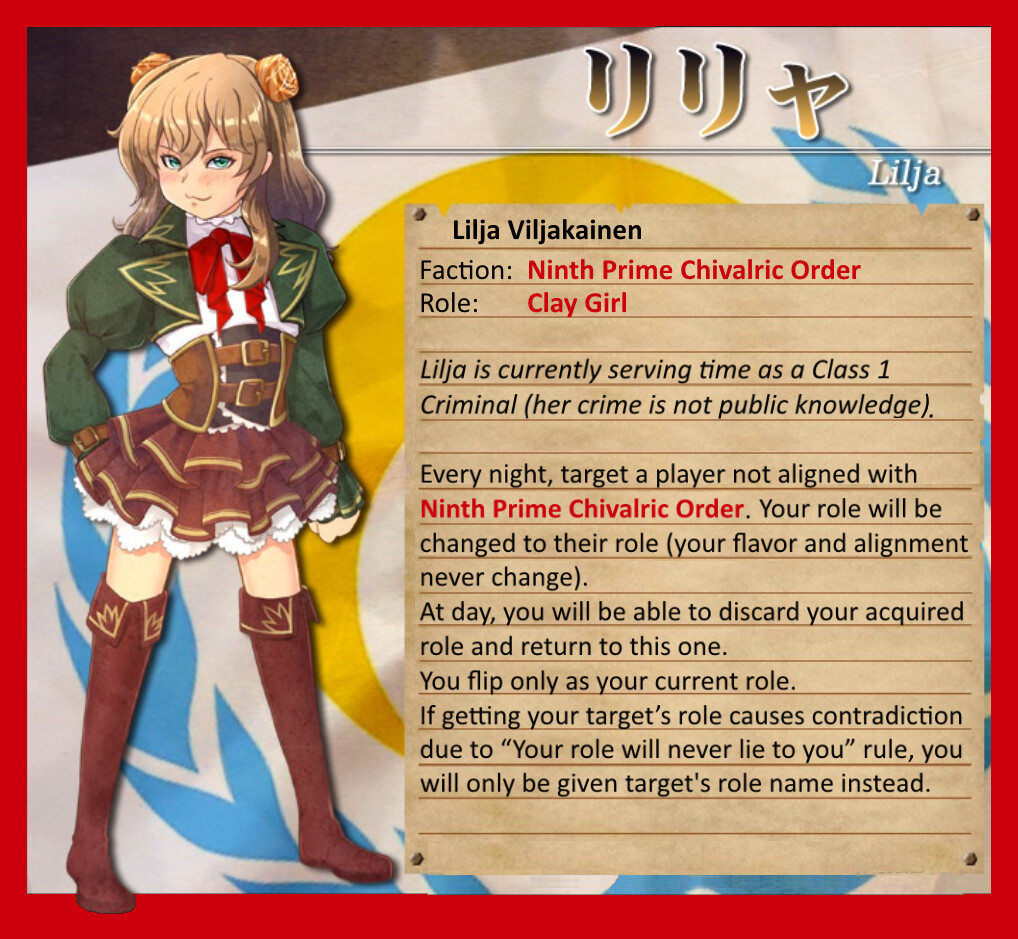 リリャ
Lilja
Lilja Viljakainen
Faction: Ninth Prime Chivalric Order
Role: Clay Girl
Lilja is currently serving time as a Class 1
Criminal (her crime is not public knowledge).
Every night, target a player not aligned with
Ninth Prime Chivalric Order. Your role will be
changed to their role (your flavor and alignment
never change).
At day, you will be able to discard your acquired
role and return to this one.
You flip only as your current role.
If getting your target’s role causes contradiction
due to “Your role will never lie to you” rule, you
will only be given target's role name instead.